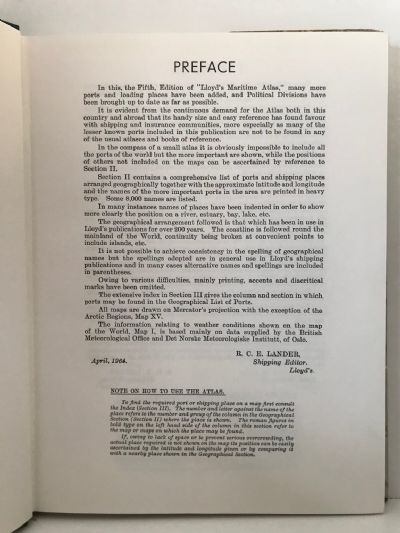 PREFACE
In this, the Fifth, Edition of "Lloyd's Maritime Atlas," many more
ports and loading places have been added, and Political Divisions have
been brought up to date as far as possible.
It is evident from the continuous demand for the Atlas both in this
country and abroad that its handy size and easy reference has found favour
with shipping and insurance communities, more especially as many of the
lesser known ports included in this publication are not to be found in any
of the usual atlases and books of reference.
In the compass of a small atlas it is obviously impossible to include all
the ports of the world but the more important are shown, while the positions
of others not included on the maps can be ascertained by reference to
Section II.
Section II contains a comprehensive list of ports and shipping places
arranged geographically together with the approximate latitude and longitude
and the names of the more important ports in the area are printed in heavy
type. Some 8,000 names are listed.
In many instances names of places have been indented in order to show
more clearly the position on a river, estuary, bay, lake, etc.
The geographical arrangement followed is that which has been in use in
Lloyd's publications for over 200 years. The coastline is followed round the
mainland of the World, continuity being broken at convenient points to
include islands, etc.
It is not possible to achieve consistency in the spelling of geographical
names but the spellings adopted are in general use in Lloyd's shipping
publications and in many cases alternative names and spellings are included
in parentheses.
Owing to various difficulties, mainly printing, accents and diacritical
marks have been omitted.
The extensive index in Section III gives the column and section in which
ports may be found in the Geographical List of Ports.
All maps are drawn on Mercator's projection with the exception of the
Arctic Regions, Map XV.
The information relating to weather conditions shown on the map
of the World, Map I, is based mainly on data supplied by the British
Meteorological Office and Det Norske Meteorologiske Institutt, of Oslo.
R. C. E. LANDER,
April, 1964. Shipping Editor.
Lloyd's.
NOTE ON HOW TO USE THE ATLAS.
To find the required port or shipping place on a map first consult
the Index (Section III). The number and letter against the name of the
place refers to the number and group of the column in the Geographical
Section (Section II) where the place is shown. The roman figures in
bold type on the left hand side of the column in this section refer to
the map or maps on which the place may be found.
If, owing to lack of space or to prevent serious overcrowding, the
actual place required is not shown on the map its position can be easily
ascertained by the latitude and longitude given or by comparing it
with a nearby place shown in the Geographical Section.